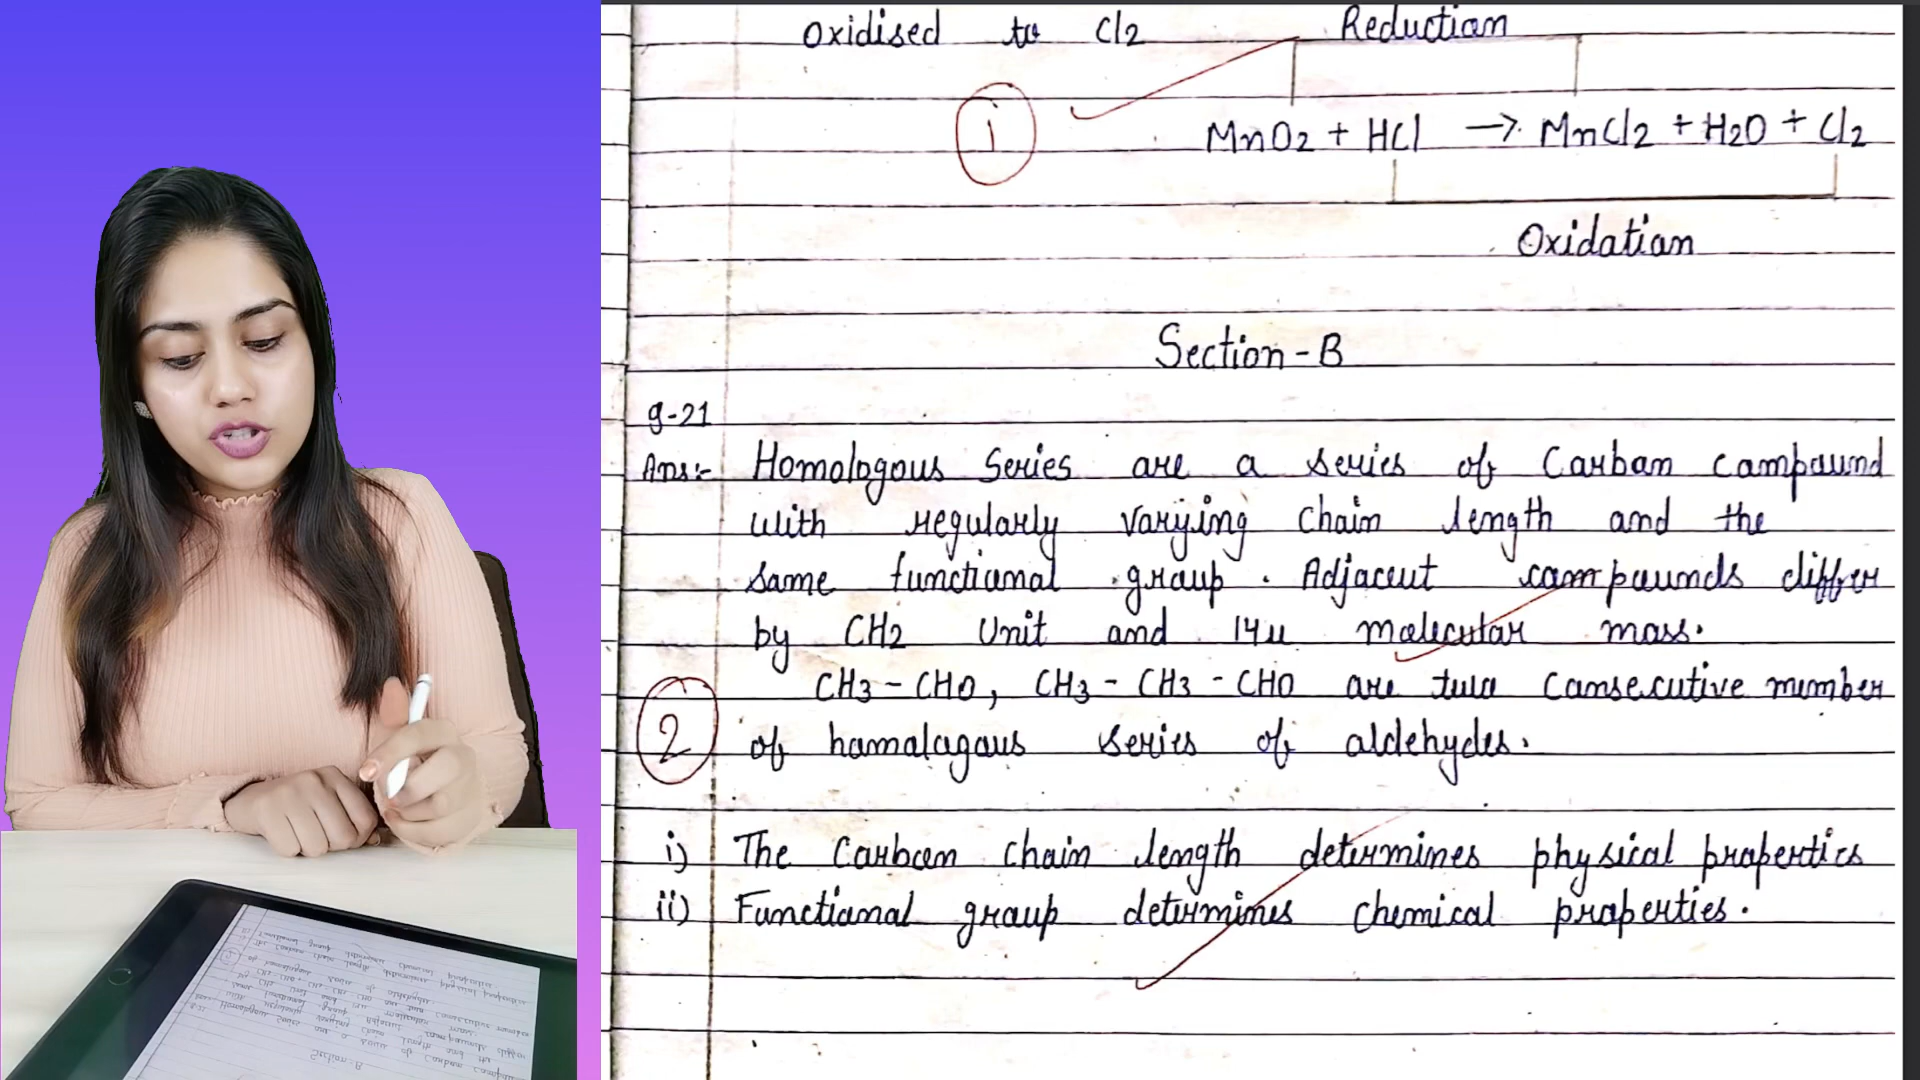 Oxidised to Cl2 Reduction
1
MnO2 + HCl → MnCl2 + H2O + Cl2
Oxidation
Section - B
9-21
Ans:- Homologous Series are a series of Carbon Compound
with regularly varying chain length and the
same functional group. Adjacent compounds differ
by CH2 Unit and 14u molecular mass.
CH3 - CHO, CH3 - CH3 - CHO are two consecutive member
2
of homologous series of aldehydes.
i) The Carbon chain length determines physical properties
ii) Functional group determines chemical properties.